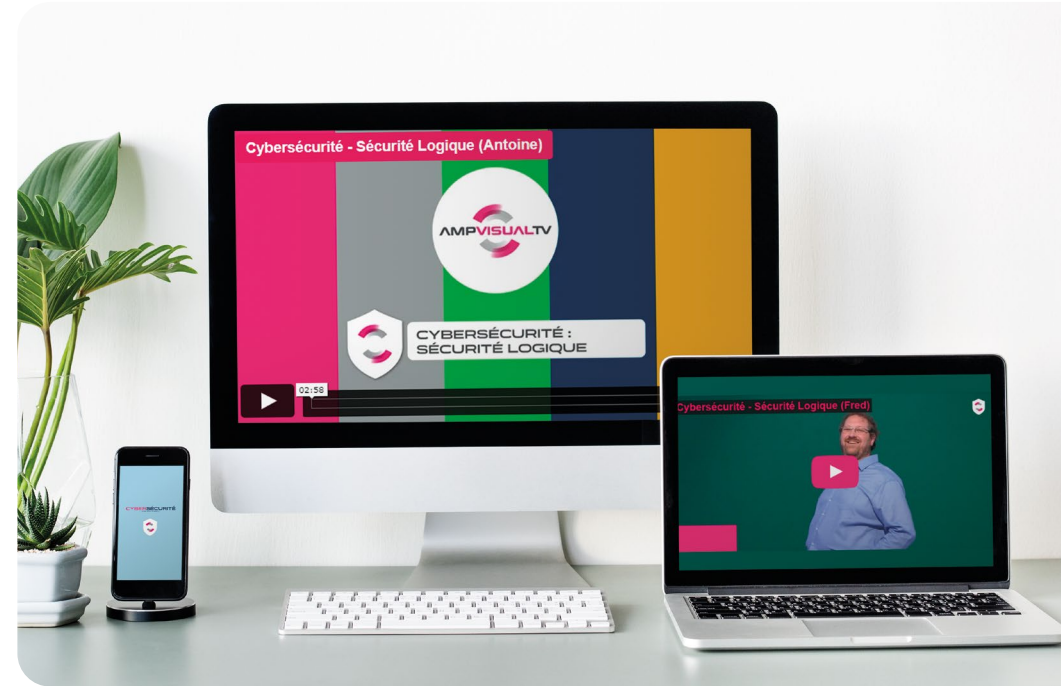 Cybersécurité - Sécurité Logique (Antoine)
AMPVISUALTV
CYBERSÉCURITÉ :
SÉCURITÉ LOGIQUE
02:58
Cybersécurité - Sécurité Logique (Fred)
CYBERSÉCURITÉ